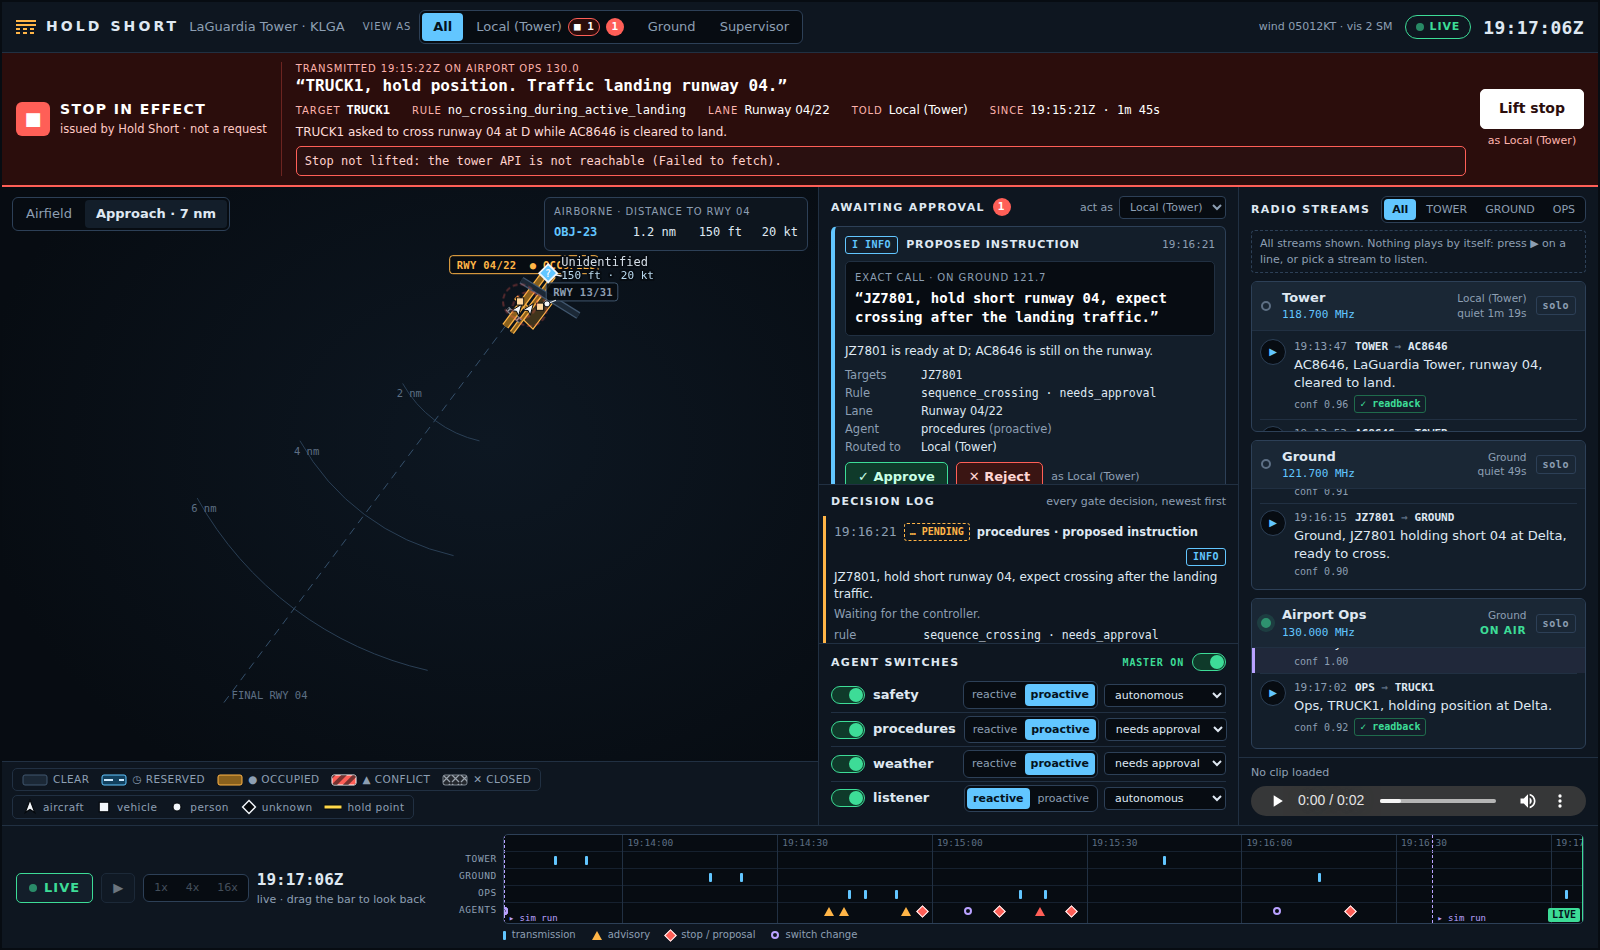 HOLD SHORT LaGuardia Tower · KLGA VIEW AS All Local (Tower) ■ 1 1 Ground Supervisor wind 05012KT · vis 2 SM LIVE 19:17:06Z
TRANSMITTED 19:15:22Z ON AIRPORT OPS 130.0
“TRUCK1, hold position. Traffic landing runway 04.”
STOP IN EFFECT
issued by Hold Short · not a request
TARGET TRUCK1 RULE no_crossing_during_active_landing LANE Runway 04/22 TOLD Local (Tower) SINCE 19:15:21Z · 1m 45s
TRUCK1 asked to cross runway 04 at D while AC8646 is cleared to land.
Stop not lifted: the tower API is not reachable (Failed to fetch).
Lift stop
as Local (Tower)
Airfield Approach · 7 nm
AIRBORNE · DISTANCE TO RWY 04
OBJ-23 1.2 nm 150 ft 20 kt
RWY 04/22
Unidentified
150 ft · 20 kt
RWY 13/31
2 nm
4 nm
6 nm
FINAL RWY 04
CLEAR ◷ RESERVED ● OCCUPIED ▲ CONFLICT ✕ CLOSED
aircraft vehicle person unknown hold point
AWAITING APPROVAL 1 act as Local (Tower)
I INFO PROPOSED INSTRUCTION 19:16:21
EXACT CALL · ON GROUND 121.7
“JZ7801, hold short runway 04, expect
crossing after the landing traffic.”
JZ7801 is ready at D; AC8646 is still on the runway.
Targets JZ7801
Rule sequence_crossing · needs_approval
Lane Runway 04/22
Agent procedures (proactive)
Routed to Local (Tower)
✓ Approve ✕ Reject as Local (Tower)
DECISION LOG every gate decision, newest first
19:16:21 … PENDING procedures · proposed instruction
INFO
JZ7801, hold short runway 04, expect crossing after the landing
traffic.
Waiting for the controller.
rule sequence_crossing · needs_approval
AGENT SWITCHES MASTER ON
safety reactive proactive autonomous
procedures reactive proactive needs approval
weather reactive proactive needs approval
listener reactive proactive autonomous
RADIO STREAMS All TOWER GROUND OPS
All streams shown. Nothing plays by itself: press ▶ on a
line, or pick a stream to listen.
Tower Local (Tower) solo
118.700 MHz quiet 1m 19s
19:13:47 TOWER → AC8646
AC8646, LaGuardia Tower, runway 04,
cleared to land.
conf 0.96 ✓ readback
Ground Ground solo
121.700 MHz quiet 49s
conf 0.91
19:16:15 JZ7801 → GROUND
Ground, JZ7801 holding short 04 at Delta,
ready to cross.
conf 0.90
Airport Ops Ground solo
130.000 MHz ON AIR
conf 1.00
19:17:02 OPS → TRUCK1
Ops, TRUCK1, holding position at Delta.
conf 0.92 ✓ readback
No clip loaded
0:00 / 0:02
LIVE ▶ 1x 4x 16x 19:17:06Z
live · drag the bar to look back
19:14:00 19:14:30 19:15:00 19:15:30 19:16:00 19:16:30 19:17
TOWER
GROUND
OPS
AGENTS
▸ sim run ▸ sim run LIVE
transmission advisory stop / proposal switch change